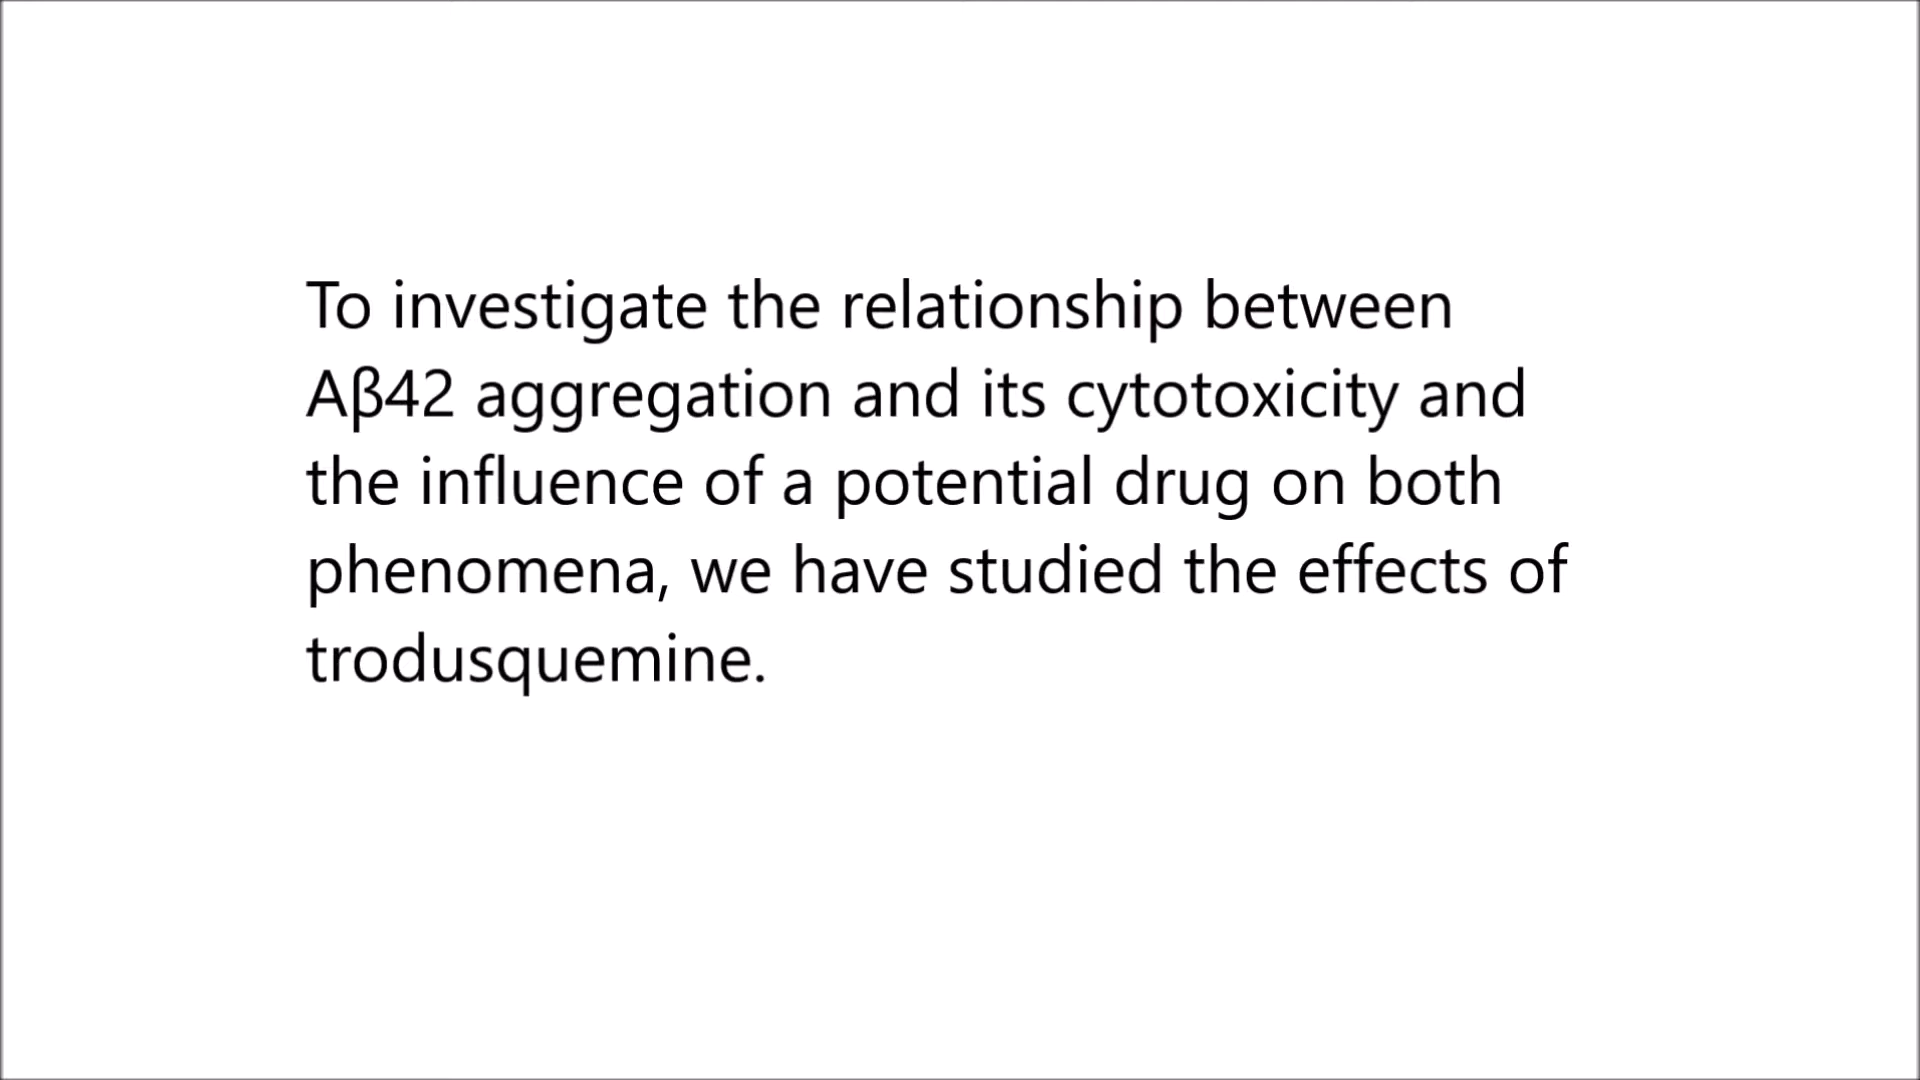 To investigate the relationship between
Aβ42 aggregation and its cytotoxicity and
the influence of a potential drug on both
phenomena, we have studied the effects of
trodusquemine.